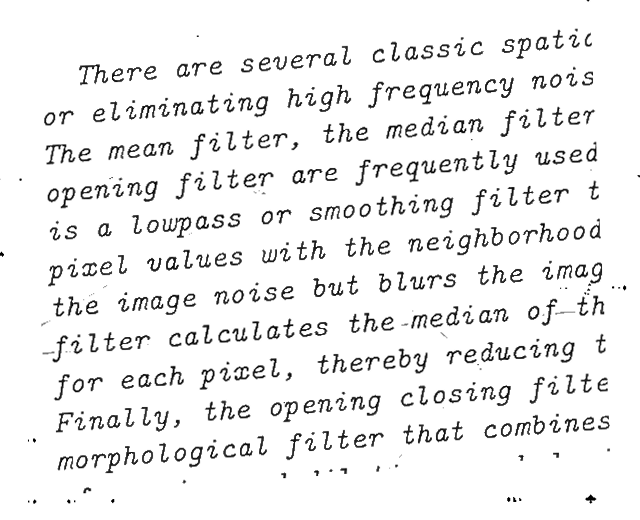 There are several classic spatic
or eliminating high frequency nois
The mean filter, the median filter
opening filter are frequently used
is a lowpass or smoothing filter t
pixel values with the neighborhood
the image noise but blurs the imag
filter calculates the median of th
for each pixel, thereby reducing t
Finally, the opening closing filte
morphological filter that combines